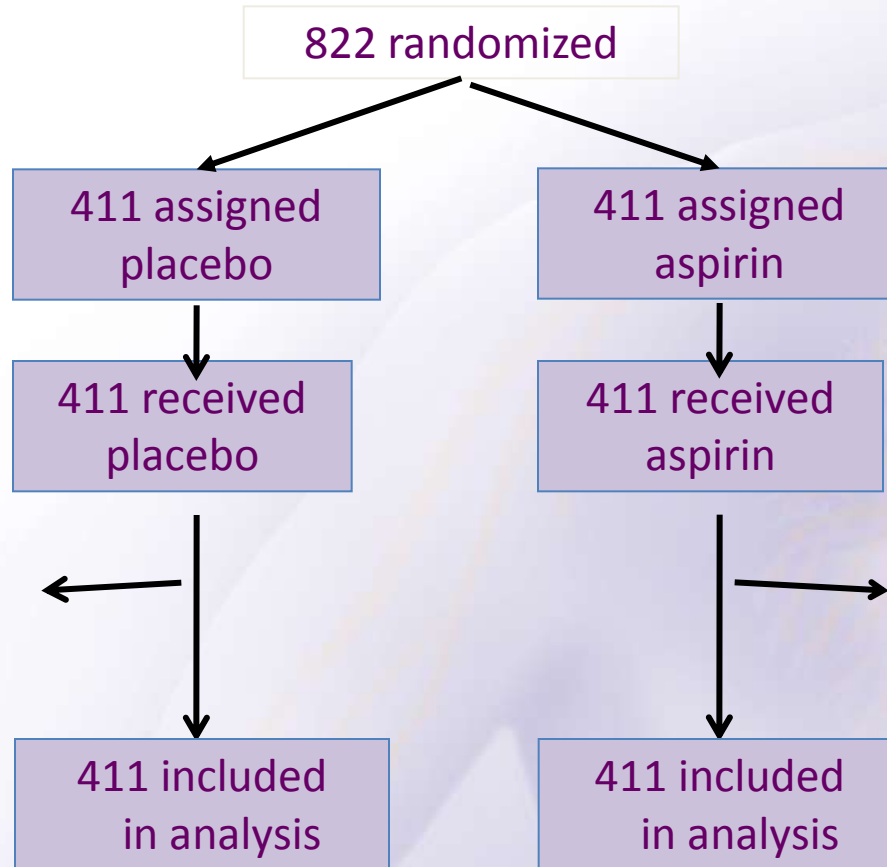 822 randomized
411 assigned
placebo
411 assigned
aspirin
411 received
placebo
411 received
aspirin
411 included
in analysis
411 included
in analysis